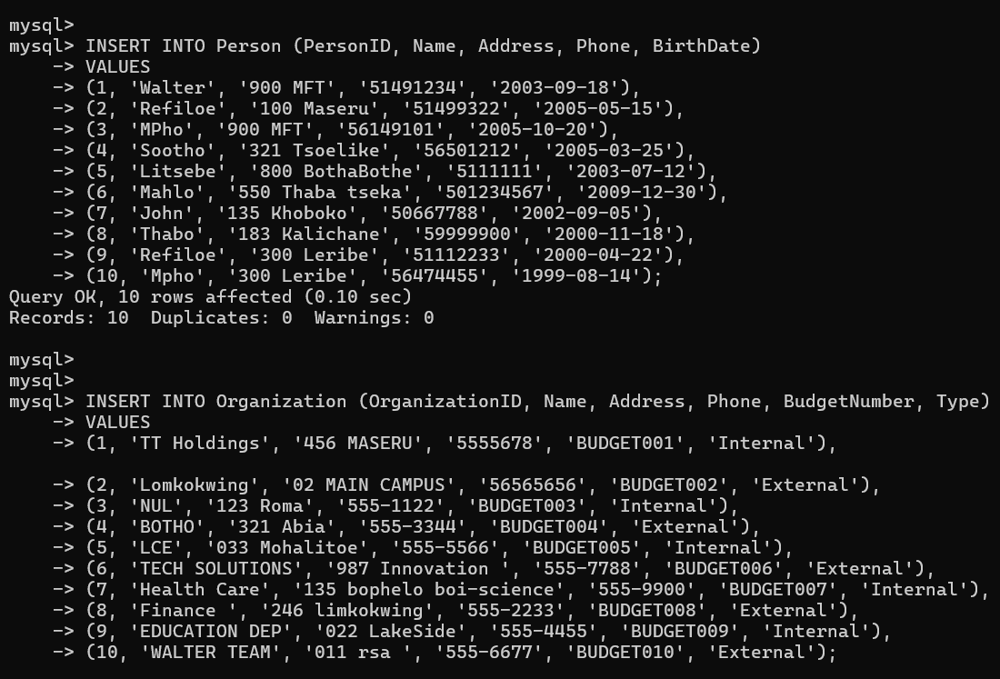 mysql>
mysql> INSERT INTO Person (PersonID, Name, Address, Phone, BirthDate)
    -> VALUES
    -> (1, 'Walter', '900 MFT', '51491234', '2003-09-18'),
    -> (2, 'Refiloe', '100 Maseru', '51499322', '2005-05-15'),
    -> (3, 'MPho', '900 MFT', '56149101', '2005-10-20'),
    -> (4, 'Sootho', '321 Tsoelike', '56501212', '2005-03-25'),
    -> (5, 'Litsebe', '800 BothaBothe', '5111111', '2003-07-12'),
    -> (6, 'Mahlo', '550 Thaba tseka', '501234567', '2009-12-30'),
    -> (7, 'John', '135 Khoboko', '50667788', '2002-09-05'),
    -> (8, 'Thabo', '183 Kalichane', '59999900', '2000-11-18'),
    -> (9, 'Refiloe', '300 Leribe', '51112233', '2000-04-22'),
    -> (10, 'Mpho', '300 Leribe', '56474455', '1999-08-14');
Query OK, 10 rows affected (0.10 sec)
Records: 10  Duplicates: 0  Warnings: 0

mysql>
mysql>
mysql> INSERT INTO Organization (OrganizationID, Name, Address, Phone, BudgetNumber, Type)
    -> VALUES
    -> (1, 'TT Holdings', '456 MASERU', '5555678', 'BUDGET001', 'Internal'),

    -> (2, 'Lomkokwing', '02 MAIN CAMPUS', '56565656', 'BUDGET002', 'External'),
    -> (3, 'NUL', '123 Roma', '555-1122', 'BUDGET003', 'Internal'),
    -> (4, 'BOTHO', '321 Abia', '555-3344', 'BUDGET004', 'External'),
    -> (5, 'LCE', '033 Mohalitoe', '555-5566', 'BUDGET005', 'Internal'),
    -> (6, 'TECH SOLUTIONS', '987 Innovation ', '555-7788', 'BUDGET006', 'External'),
    -> (7, 'Health Care', '135 bophelo boi-science', '555-9900', 'BUDGET007', 'Internal'),
    -> (8, 'Finance ', '246 limkokwing', '555-2233', 'BUDGET008', 'External'),
    -> (9, 'EDUCATION DEP', '022 LakeSide', '555-4455', 'BUDGET009', 'Internal'),
    -> (10, 'WALTER TEAM', '011 rsa ', '555-6677', 'BUDGET010', 'External');